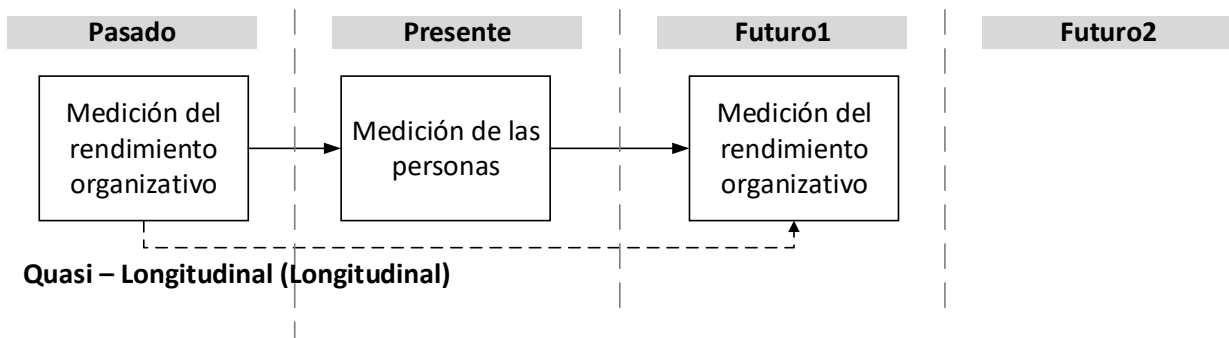 Pasado
Presente
Futuro1
Futuro2
Medición del
rendimiento
organizativo
Medición de las
personas
Medición del
rendimiento
organizativo
Quasi – Longitudinal (Longitudinal)